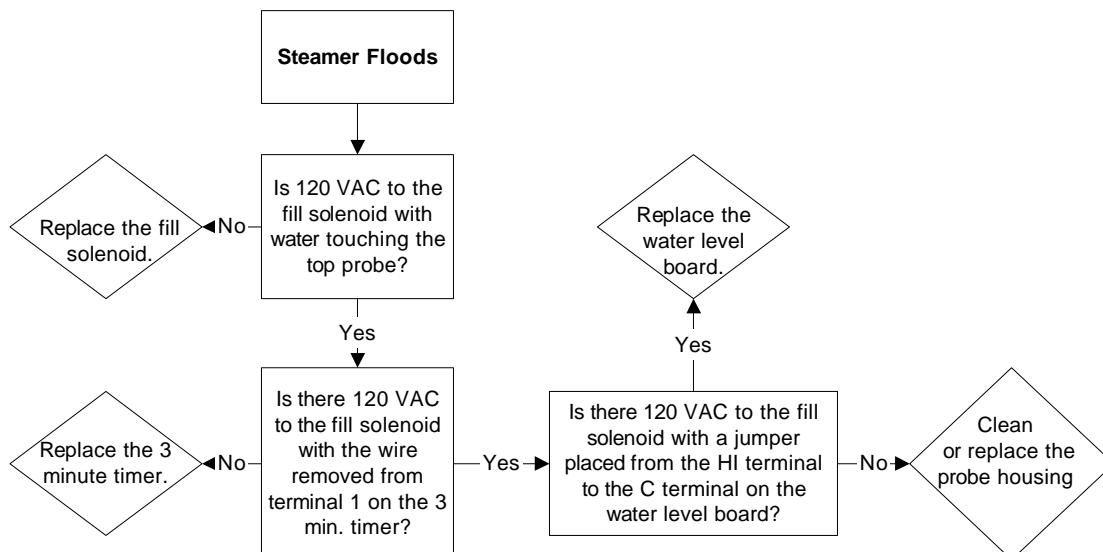 Steamer Floods
Is 120 VAC to the
fill solenoid with
water touching the
top probe?
No
Replace the fill
solenoid.
Replace the
water level
board.
Yes
Yes
Is there 120 VAC
to the fill solenoid
with the wire
removed from
terminal 1 on the 3
min. timer?
No
Replace the 3
minute timer.
Yes
Is there 120 VAC to the fill
solenoid with a jumper
placed from the HI terminal
to the C terminal on the
water level board?
No
Clean
or replace the
probe housing